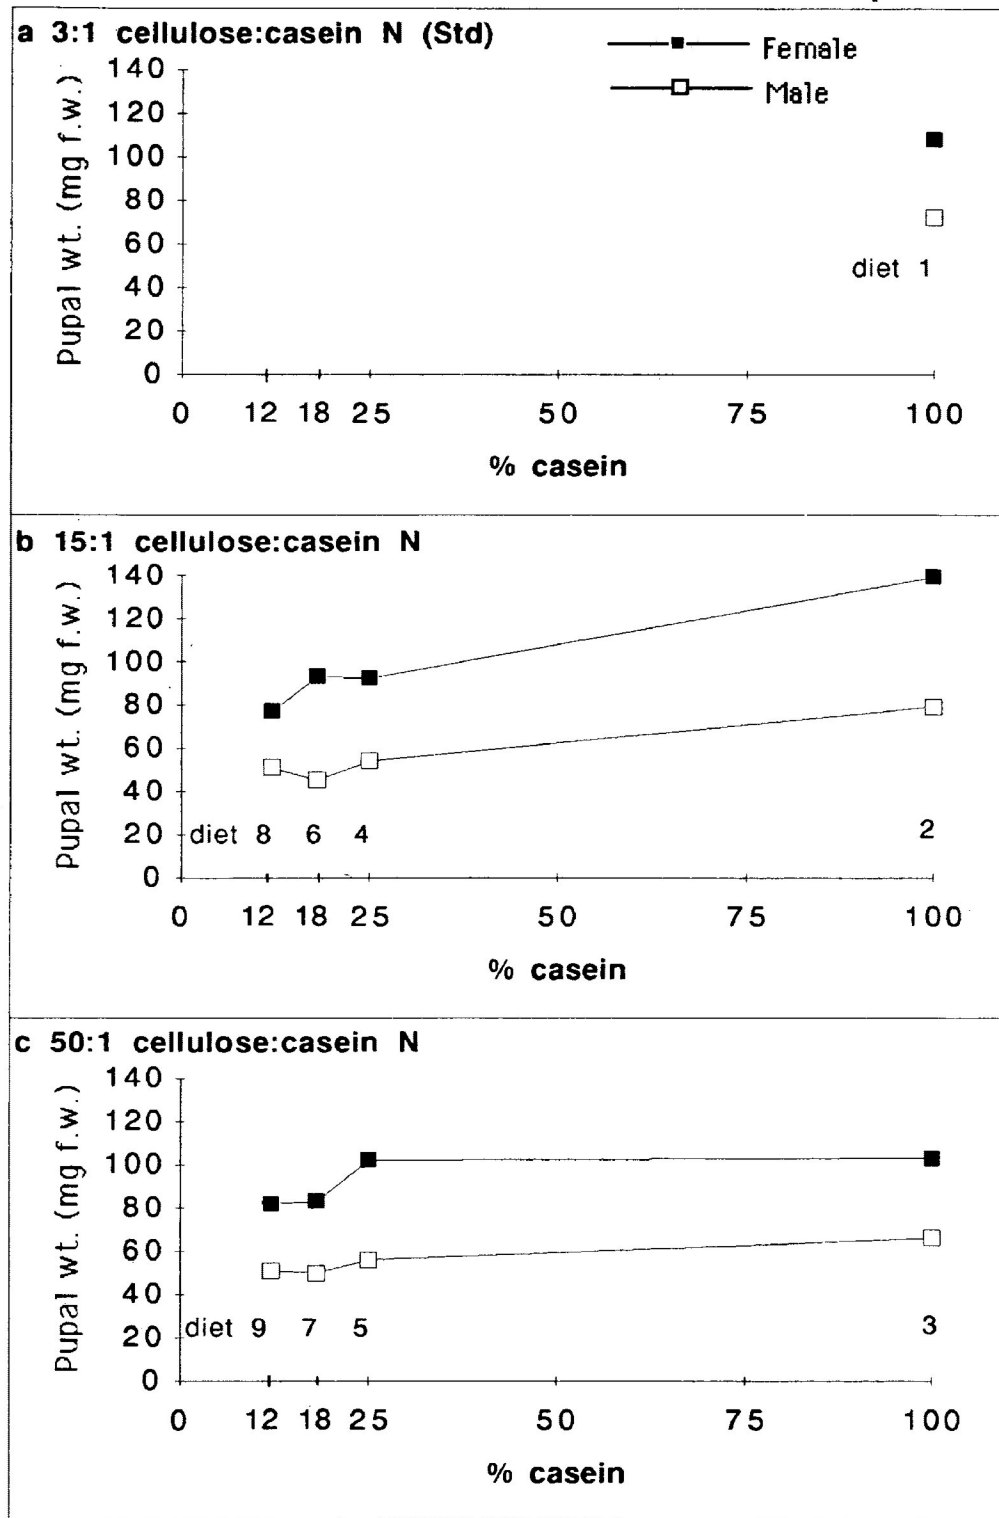 a 3:1 cellulose:casein N (Std)
Female
Male
Pupal wt. (mg f.w.)
140
120
100
80
60
40
20
0
diet 1
0 12 18 25 50 75 100
% casein
b 15:1 cellulose:casein N
Pupal wt. (mg f.w.)
140
120
100
80
60
40
20
0
diet 8 6 4 2
0 12 18 25 50 75 100
% casein
c 50:1 cellulose:casein N
Pupal wt. (mg f.w.)
140
120
100
80
60
40
20
0
diet 9 7 5 3
0 12 18 25 50 75 100
% casein